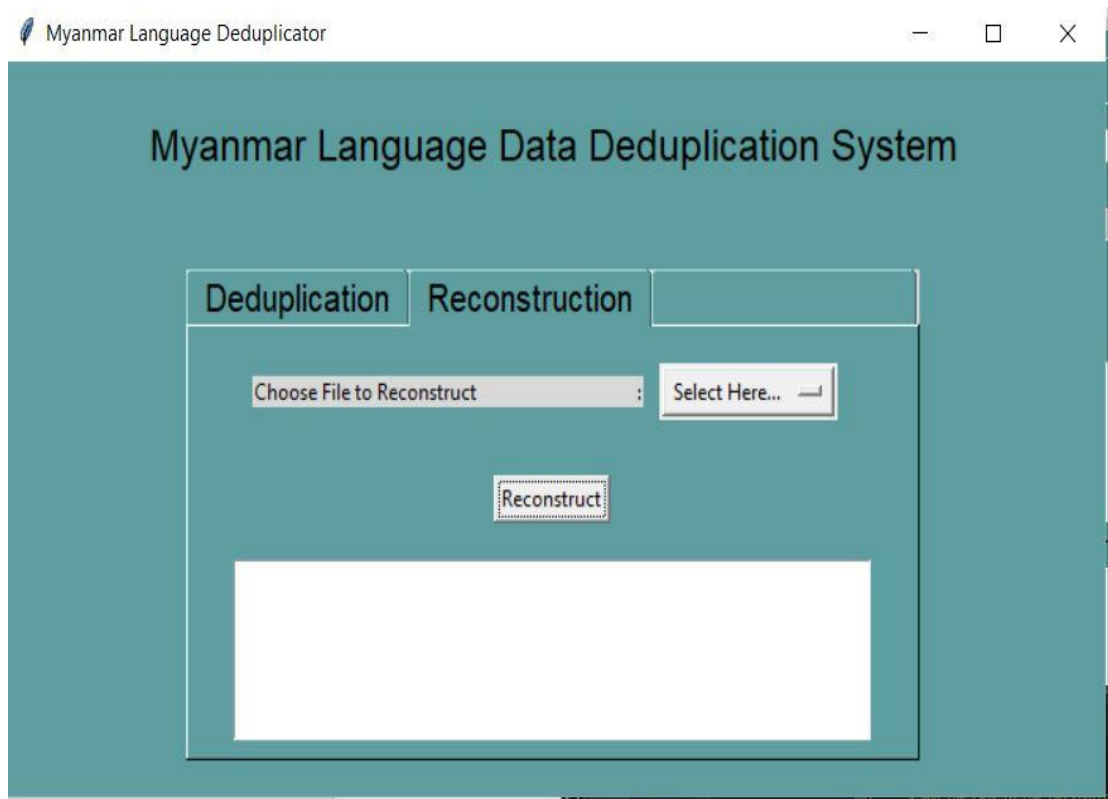 Myanmar Language Deduplicator
Myanmar Language Data Deduplication System
Deduplication Reconstruction
Choose File to Reconstruct : Select Here...
Reconstruct